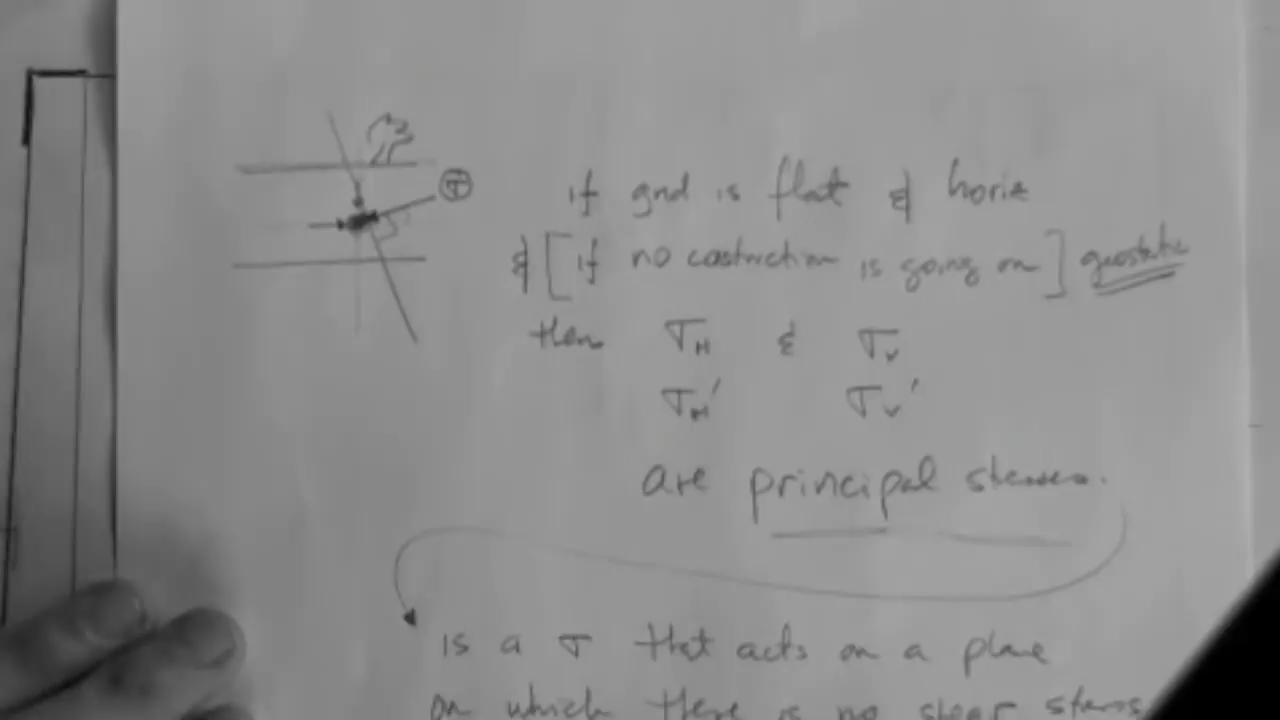 σ
if gnd is flat & horiz
& [if no costruction is going on] geostatic
then σH & σv
σH' σv'
are principal stresses.
is a σ that acts on a plane
on which there is no shear stress